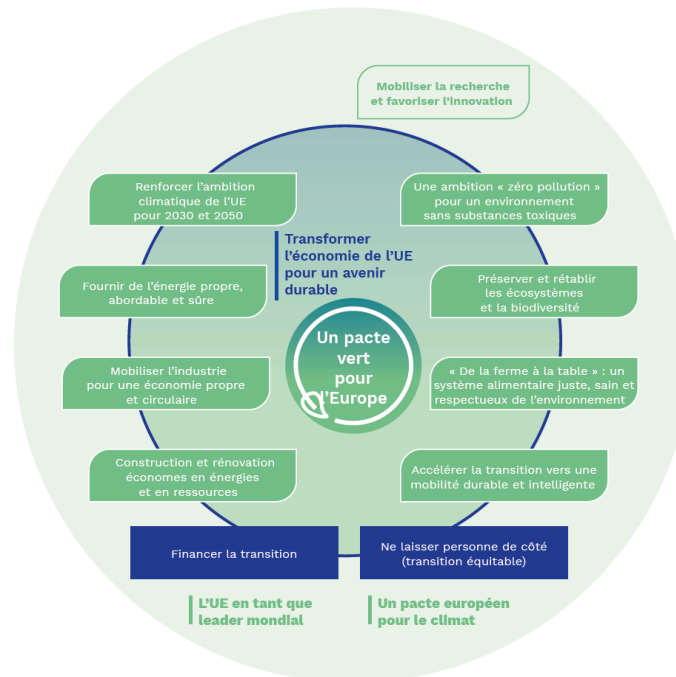 Mobiliser la recherche
et favoriser l'innovation
Renforcer l'ambition
climatique de l'UE
pour 2030 et 2050
Une ambition « zéro pollution »
pour un environnement
sans substances toxiques
Transformer
l'économie de l'UE
pour un avenir
durable
Fournir de l'énergie propre,
abordable et sûre
Préserver et rétablir
les écosystèmes
et la biodiversité
Un pacte
vert
pour
l'Europe
Mobiliser l'industrie
pour une économie propre
et circulaire
« De la ferme à la table » : un
système alimentaire juste, sain et
respectueux de l'environnement
Construction et rénovation
économes en énergies
et en ressources
Accélérer la transition vers une
mobilité durable et intelligente
Financer la transition
Ne laisser personne de côté
(transition équitable)
L'UE en tant que
leader mondial
Un pacte européen
pour le climat